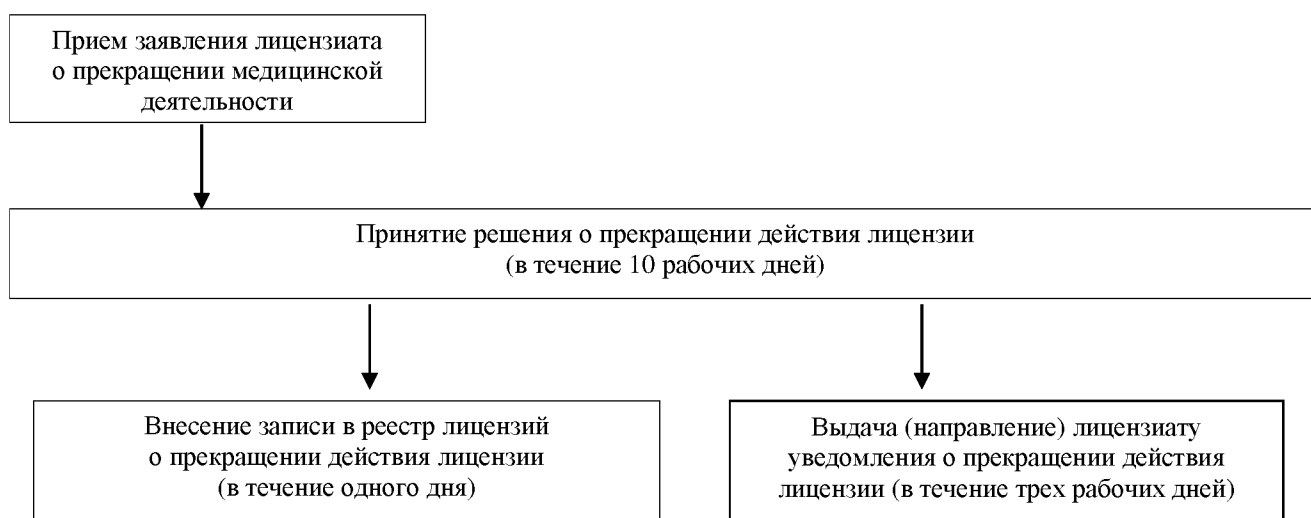 Прием заявления лицензиата
о прекращении медицинской
деятельности
Принятие решения о прекращении действия лицензии
(в течение 10 рабочих дней)
Внесение записи в реестр лицензий
о прекращении действия лицензии
(в течение одного дня)
Выдача (направление) лицензиату
уведомления о прекращении действия
лицензии (в течение трех рабочих дней)